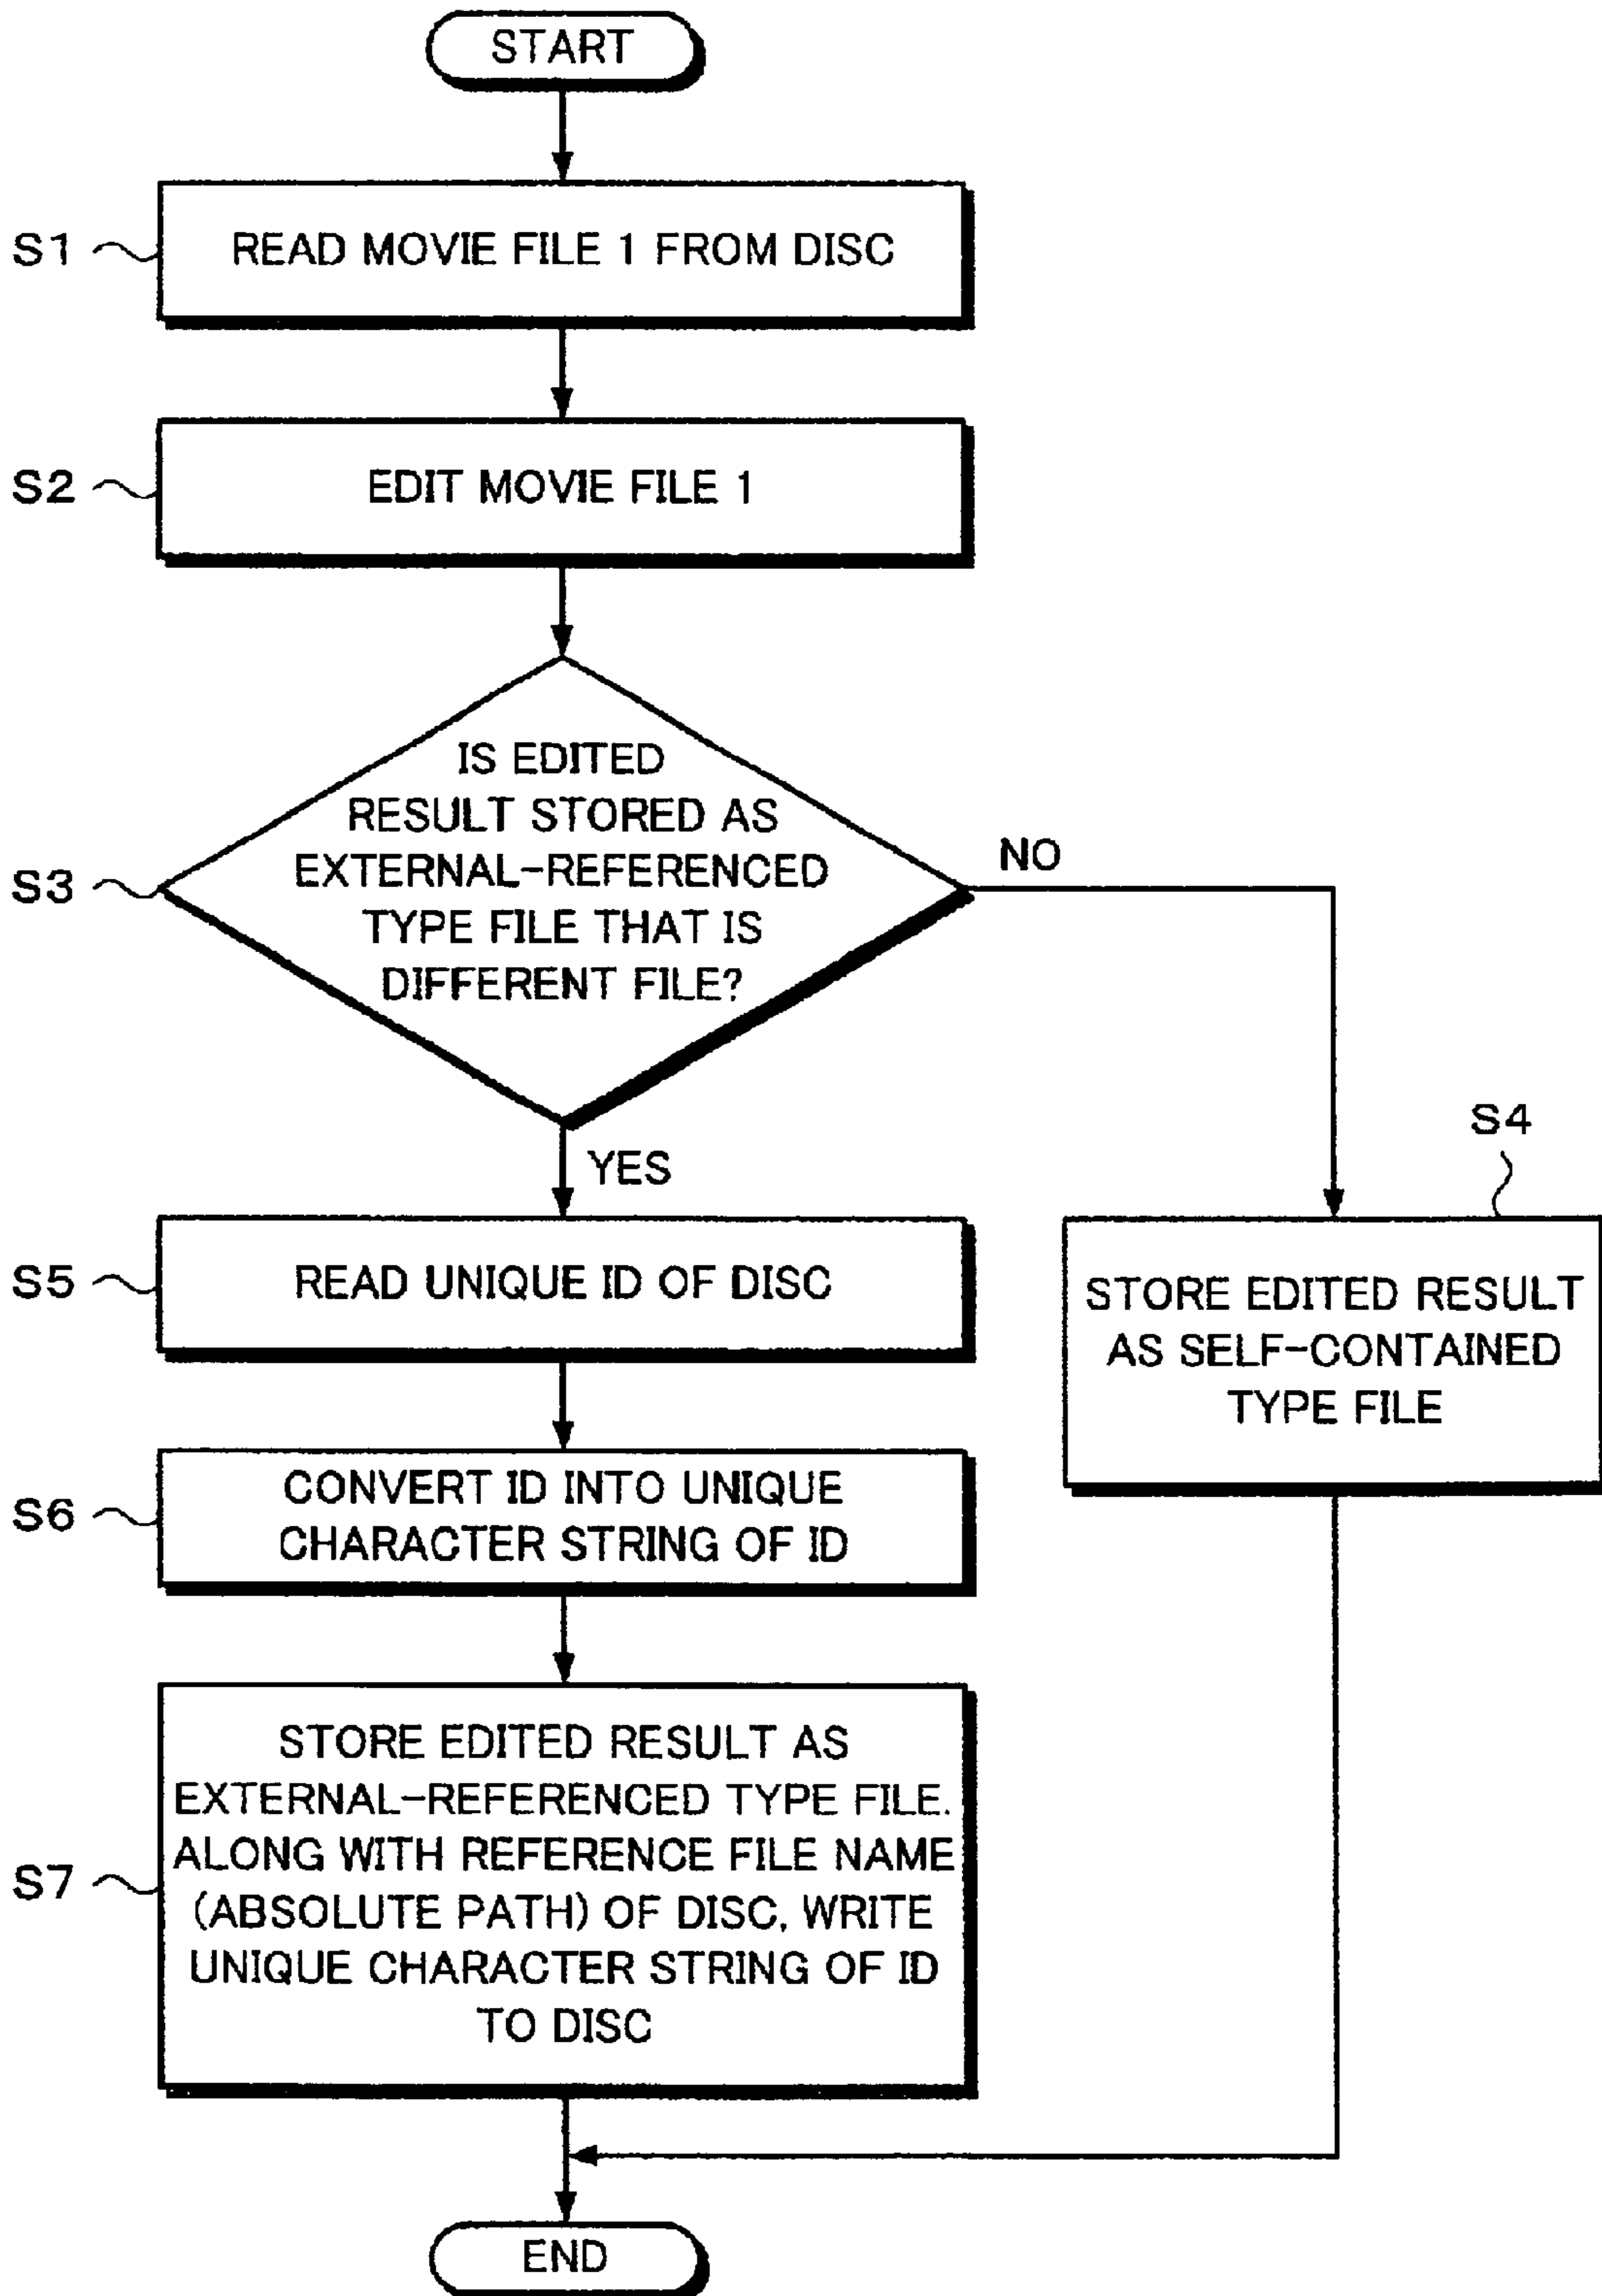 START
S1
READ MOVIE FILE 1 FROM DISC
S2
EDIT MOVIE FILE 1
S3
IS EDITED
RESULT STORED AS
EXTERNAL-REFERENCED
TYPE FILE THAT IS
DIFFERENT FILE?
NO
YES
S4
STORE EDITED RESULT
AS SELF-CONTAINED
TYPE FILE
S5
READ UNIQUE ID OF DISC
S6
CONVERT ID INTO UNIQUE
CHARACTER STRING OF ID
S7
STORE EDITED RESULT AS
EXTERNAL-REFERENCED TYPE FILE.
ALONG WITH REFERENCE FILE NAME
(ABSOLUTE PATH) OF DISC, WRITE
UNIQUE CHARACTER STRING OF ID
TO DISC
END